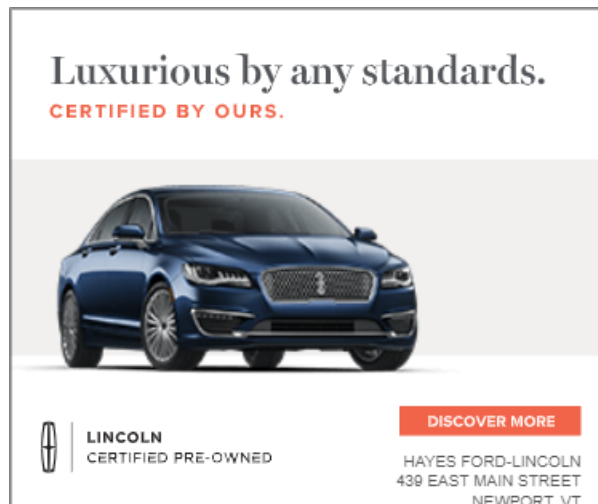 Luxurious by any standards.
CERTIFIED BY OURS.
LINCOLN
CERTIFIED PRE-OWNED
DISCOVER MORE
HAYES FORD-LINCOLN
439 EAST MAIN STREET
NEWPORT, VT